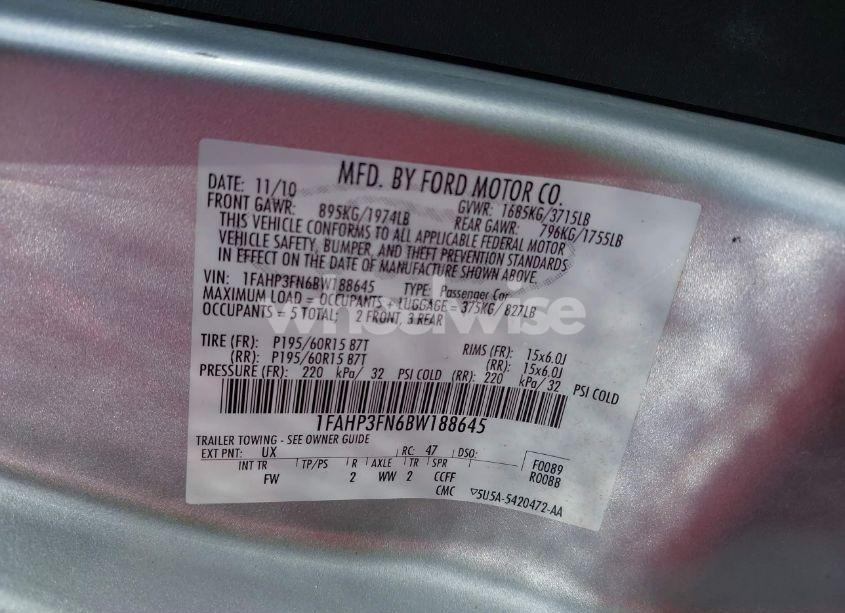 MFD. BY FORD MOTOR CO.
DATE: 11/10 GVWR: 1685KG/3715LB
FRONT GAWR: 895KG/1974LB REAR GAWR: 796KG/1755LB
THIS VEHICLE CONFORMS TO ALL APPLICABLE FEDERAL MOTOR
VEHICLE SAFETY, BUMPER, AND THEFT PREVENTION STANDARDS
IN EFFECT ON THE DATE OF MANUFACTURE SHOWN ABOVE.
VIN: 1FAHP3FN6BW188645 TYPE: Passenger Car
MAXIMUM LOAD = OCCUPANTS + LUGGAGE = 375KG/ 827LB
OCCUPANTS = 5 TOTAL; 2 FRONT, 3 REAR
wheelwise
TIRE (FR): P195/60R15 87T RIMS (FR): 15x6.0J
(RR): P195/60R15 87T (RR): 15x6.0J
PRESSURE (FR): 220 kPa/ 32 PSI COLD (RR): 220 kPa/ 32 PSI COLD
1FAHP3FN6BW188645
TRAILER TOWING - SEE OWNER GUIDE
EXT PNT: UX RC: 47 DSO: F0089
INT TR TP/PS R AXLE TR SPR R0088
FW 2 WW 2 CCFF
CMC ▽5U5A-5420472-AA